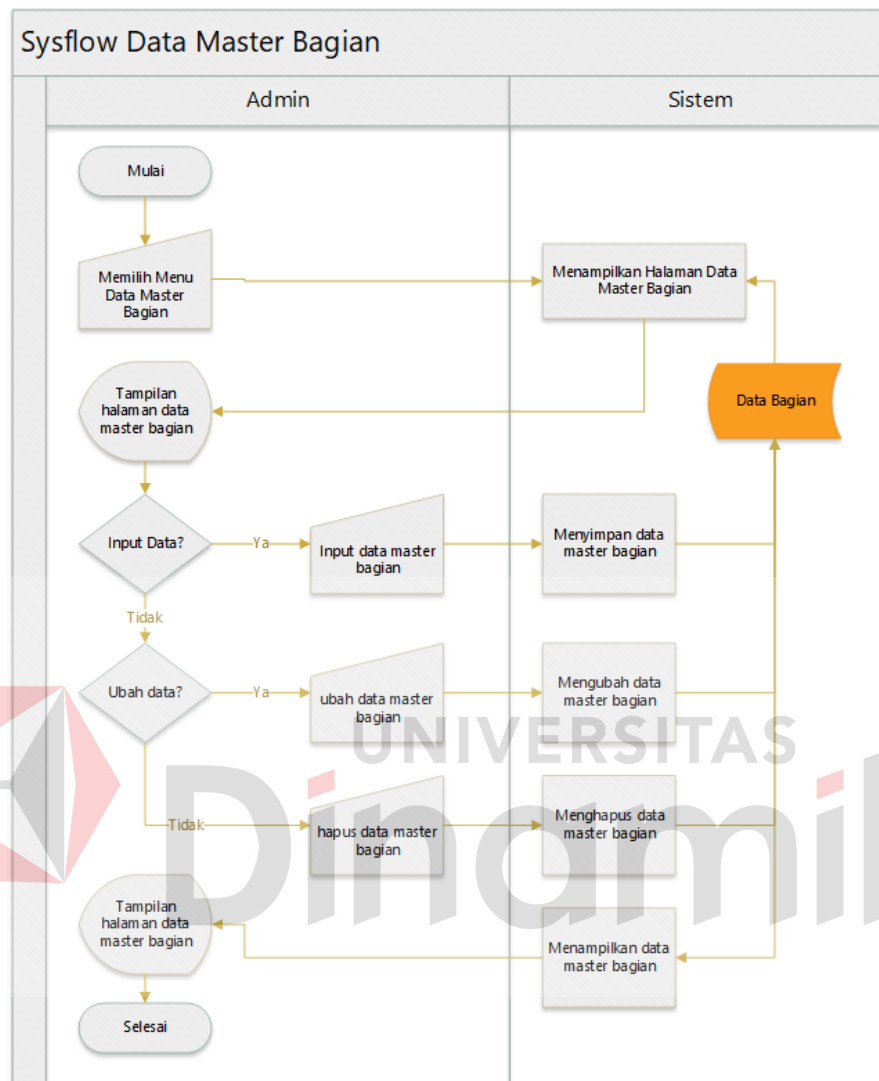 Sysflow Data Master Bagian
Admin
Sistem
Mulai
Memilih Menu
Data Master
Bagian
Menampilkan Halaman Data
Master Bagian
Tampilan
halaman data
master bagian
Data Bagian
Input Data?
Ya
Input data master
bagian
Menyimpan data
master bagian
Tidak
Ubah data?
Ya
ubah data master
bagian
Mengubah data
master bagian
UNIVERSITAS
Dinamik
Tidak
hapus data master
bagian
Menghapus data
master bagian
Tampilan
halaman data
master bagian
Menampilkan data
master bagian
Selesai